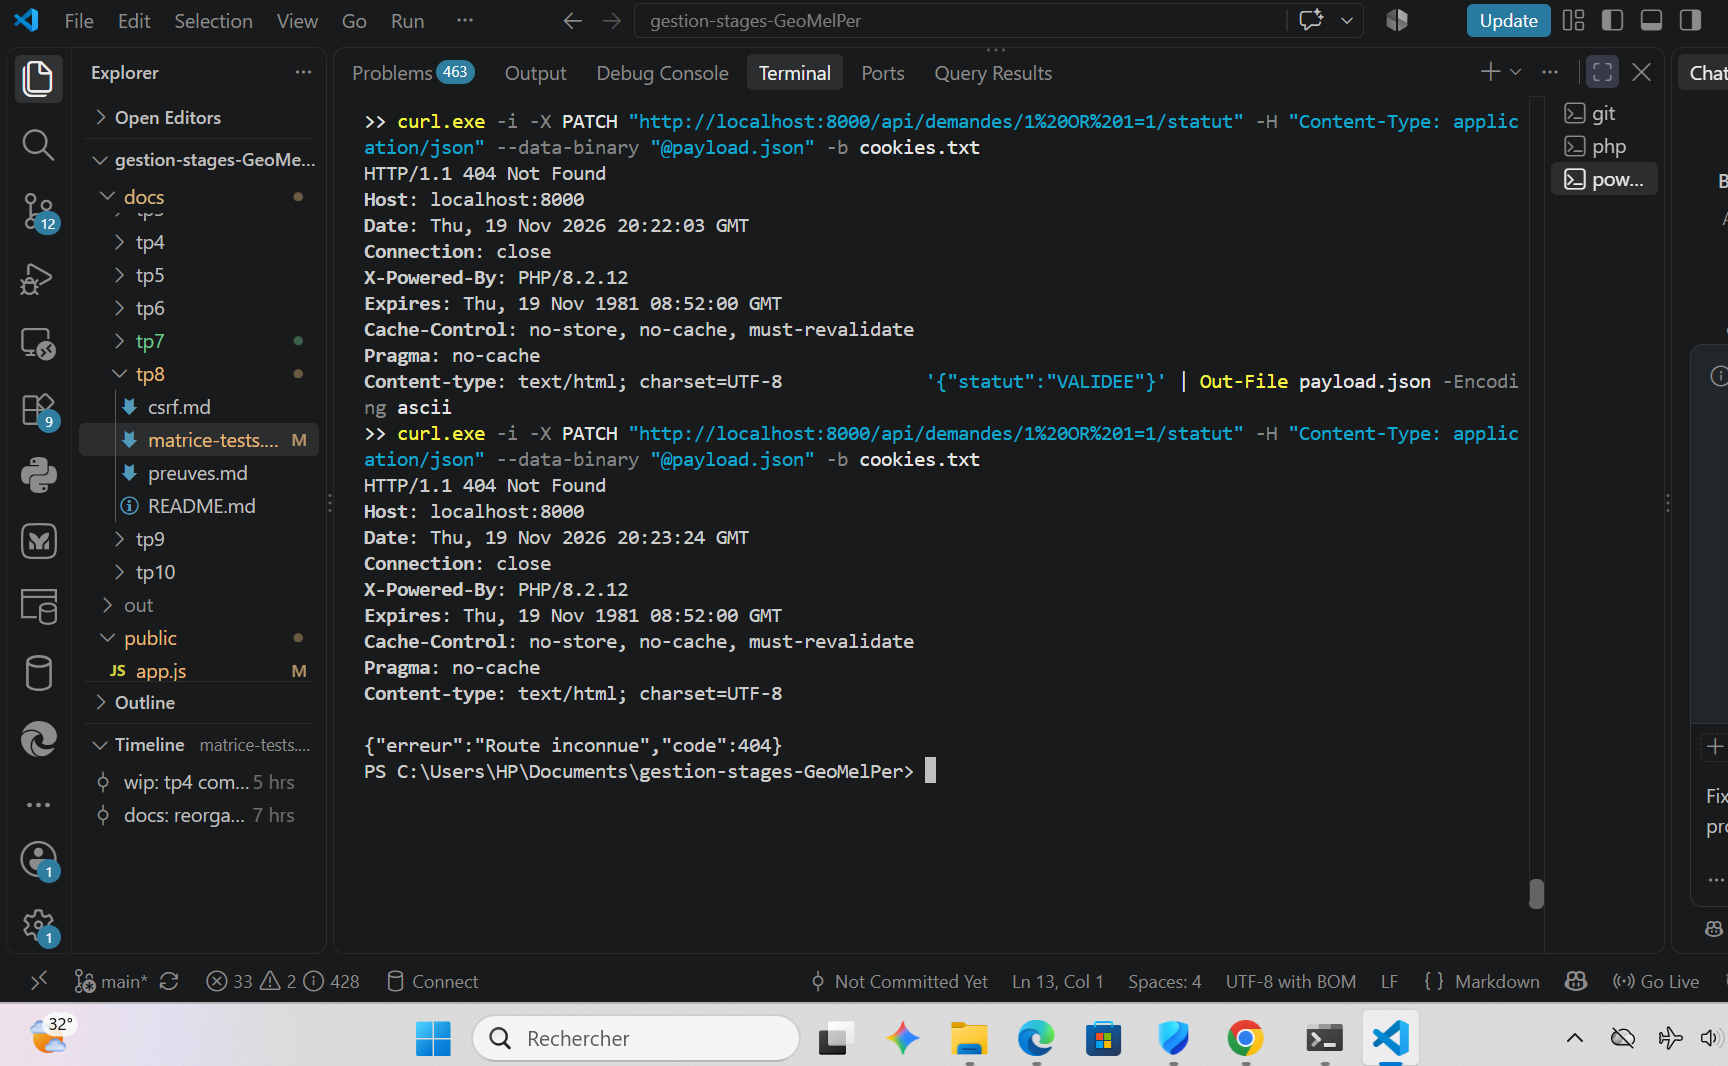 File Edit Selection View Go Run ···
gestion-stages-GeoMelPer
Update
Explorer ···
Problems 463 Output Debug Console Terminal Ports Query Results
Chat
Open Editors
gestion-stages-GeoMe...
docs
tp4
tp5
tp6
tp7
tp8
csrf.md
matrice-tests.... M
preuves.md
README.md
tp9
tp10
out
public
JS app.js M
Outline
Timeline matrice-tests....
wip: tp4 com... 5 hrs
docs: reorga... 7 hrs
12
9
1
1
>> curl.exe -i -X PATCH "http://localhost:8000/api/demandes/1%20OR%201=1/statut" -H "Content-Type: applic
ation/json" --data-binary "@payload.json" -b cookies.txt
HTTP/1.1 404 Not Found
Host: localhost:8000
Date: Thu, 19 Nov 2026 20:22:03 GMT
Connection: close
X-Powered-By: PHP/8.2.12
Expires: Thu, 19 Nov 1981 08:52:00 GMT
Cache-Control: no-store, no-cache, must-revalidate
Pragma: no-cache
Content-type: text/html; charset=UTF-8 '{"statut":"VALIDEE"}' | Out-File payload.json -Encodi
ng ascii
>> curl.exe -i -X PATCH "http://localhost:8000/api/demandes/1%20OR%201=1/statut" -H "Content-Type: applic
ation/json" --data-binary "@payload.json" -b cookies.txt
HTTP/1.1 404 Not Found
Host: localhost:8000
Date: Thu, 19 Nov 2026 20:23:24 GMT
Connection: close
X-Powered-By: PHP/8.2.12
Expires: Thu, 19 Nov 1981 08:52:00 GMT
Cache-Control: no-store, no-cache, must-revalidate
Pragma: no-cache
Content-type: text/html; charset=UTF-8
{"erreur":"Route inconnue","code":404}
PS C:\Users\HP\Documents\gestion-stages-GeoMelPer>
git
php
pow...
Fix
main* 33 2 428 Connect
Not Committed Yet Ln 13, Col 1 Spaces: 4 UTF-8 with BOM LF { } Markdown Go Live
32°
Rechercher